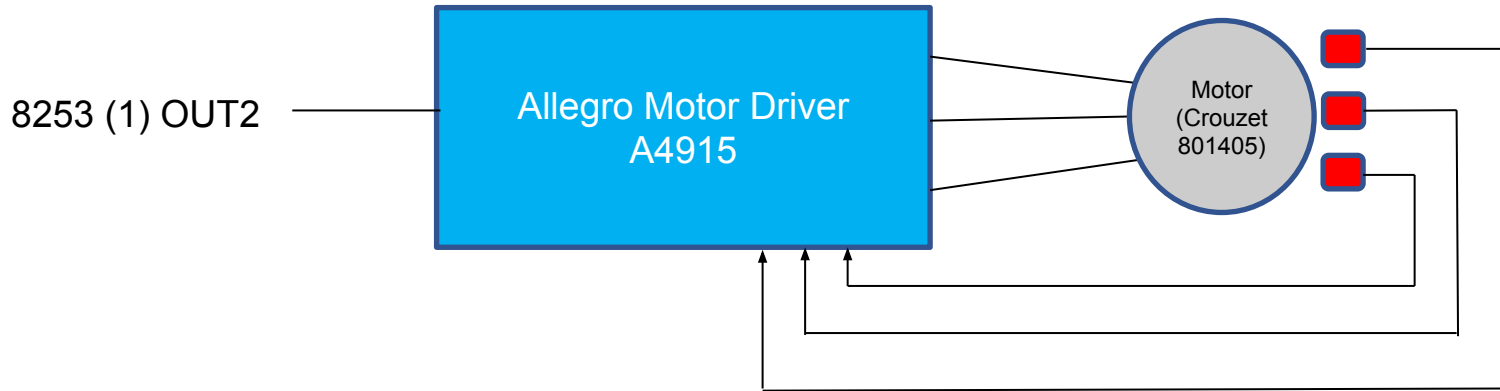 8253 (1) OUT2
Allegro Motor Driver
A4915
Motor
(Crouzet
801405)